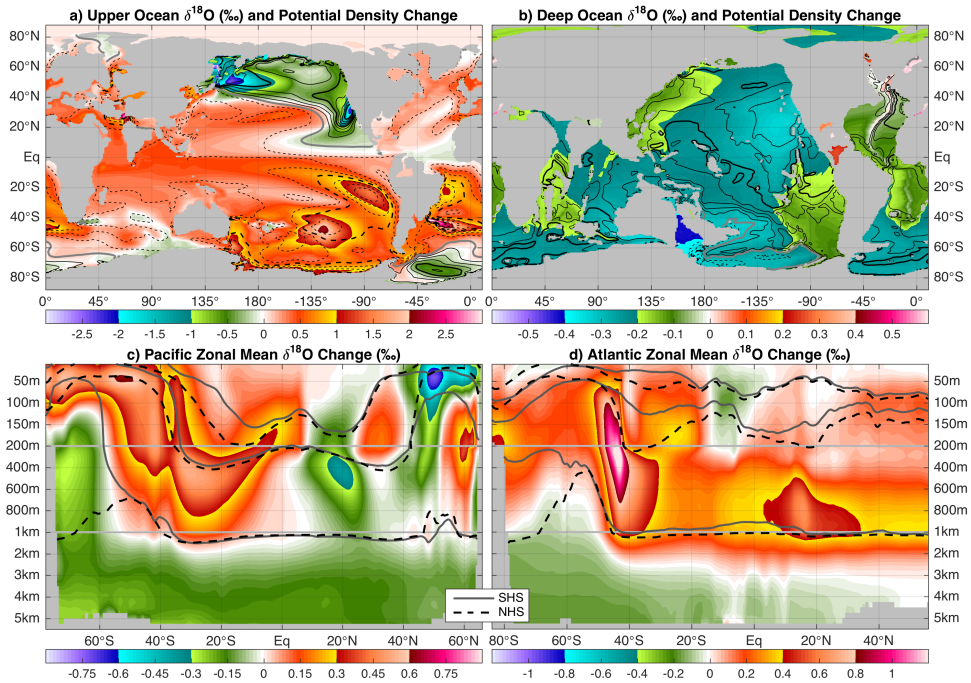 a) Upper Ocean δ18O (‰) and Potential Density Change
b) Deep Ocean δ18O (‰) and Potential Density Change
80°N
60°N
40°N
20°N
Eq
20°S
40°S
60°S
80°S
80°N
60°N
40°N
20°N
Eq
20°S
40°S
60°S
80°S
0° 45° 90° 135° 180° -135° -90° -45° 0°
0° 45° 90° 135° 180° -135° -90° -45° 0°
-2.5 -2 -1.5 -1 -0.5 0 0.5 1 1.5 2 2.5
-0.5 -0.4 -0.3 -0.2 -0.1 0 0.1 0.2 0.3 0.4 0.5
c) Pacific Zonal Mean δ18O Change (‰)
d) Atlantic Zonal Mean δ18O Change (‰)
50m
100m
150m
200m
400m
600m
800m
1km
2km
3km
4km
5km
50m
100m
150m
200m
400m
600m
800m
1km
2km
3km
4km
5km
SHS
NHS
60°S 40°S 20°S Eq 20°N 40°N 60°N
80°S 60°S 40°S 20°S Eq 20°N 40°N
-0.75 -0.6 -0.45 -0.3 -0.15 0 0.15 0.3 0.45 0.6 0.75
-1 -0.8 -0.6 -0.4 -0.2 0 0.2 0.4 0.6 0.8 1